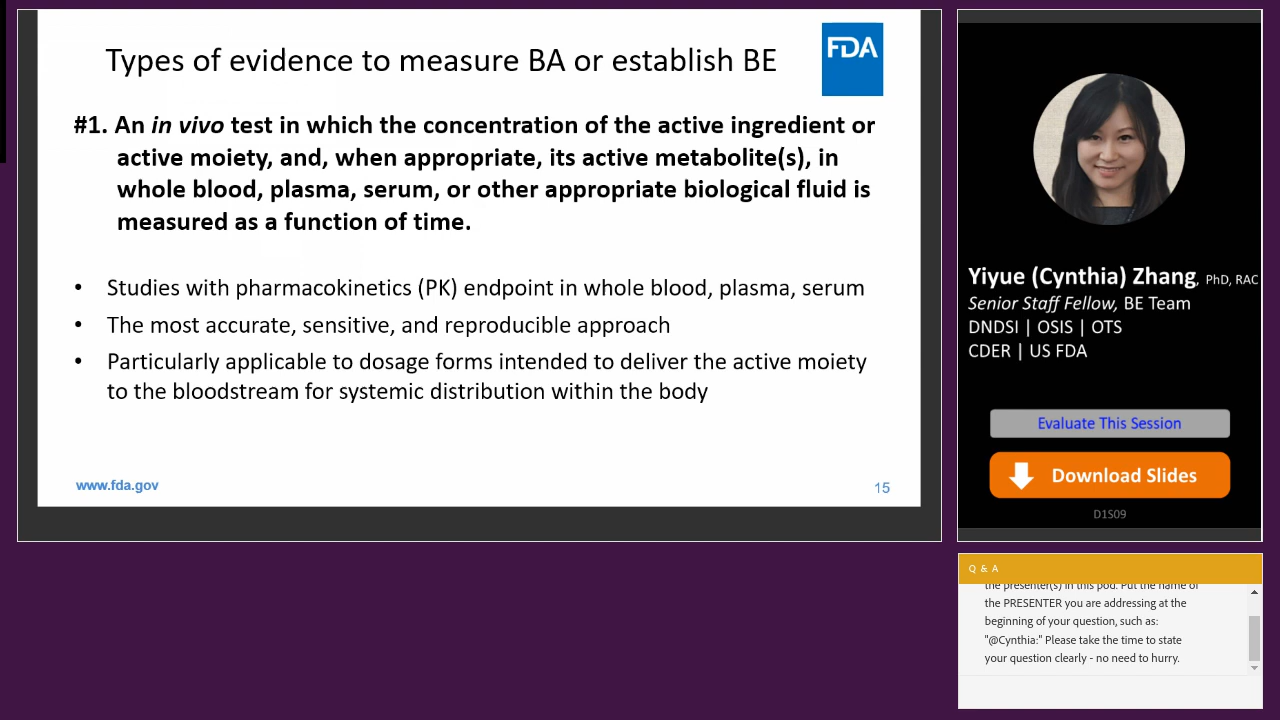 Types of evidence to measure BA or establish BE
FDA
#1. An in vivo test in which the concentration of the active ingredient or
active moiety, and, when appropriate, its active metabolite(s), in
whole blood, plasma, serum, or other appropriate biological fluid is
measured as a function of time.
• Studies with pharmacokinetics (PK) endpoint in whole blood, plasma, serum
• The most accurate, sensitive, and reproducible approach
• Particularly applicable to dosage forms intended to deliver the active moiety
to the bloodstream for systemic distribution within the body
www.fda.gov
15
Yiyue (Cynthia) Zhang, PhD, RAC
Senior Staff Fellow, BE Team
DNDSI | OSIS | OTS
CDER | US FDA
Evaluate This Session
Download Slides
D1S09
Q & A
the presenter(s) in this pod. Put the name of
the PRESENTER you are addressing at the
beginning of your question, such as:
"@Cynthia:" Please take the time to state
your question clearly - no need to hurry.